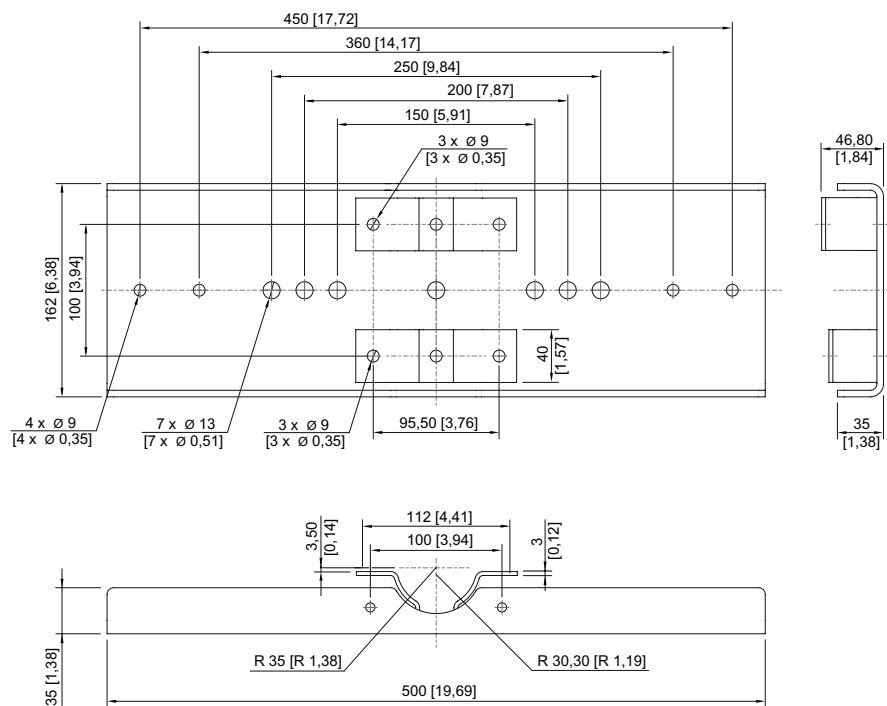 450 [17,72]
360 [14,17]
250 [9,84]
200 [7,87]
150 [5,91]
3 x Ø 9
[3 x Ø 0,35]
46,80
[1,84]
162 [6,38]
100 [3,94]
40
[1,57]
4 x Ø 9
[4 x Ø 0,35]
7 x Ø 13
[7 x Ø 0,51]
3 x Ø 9
[3 x Ø 0,35]
95,50 [3,76]
35
[1,38]
3,50
[0,14]
112 [4,41]
100 [3,94]
3
[0,12]
35 [1,38]
R 35 [R 1,38]
R 30,30 [R 1,19]
500 [19,69]